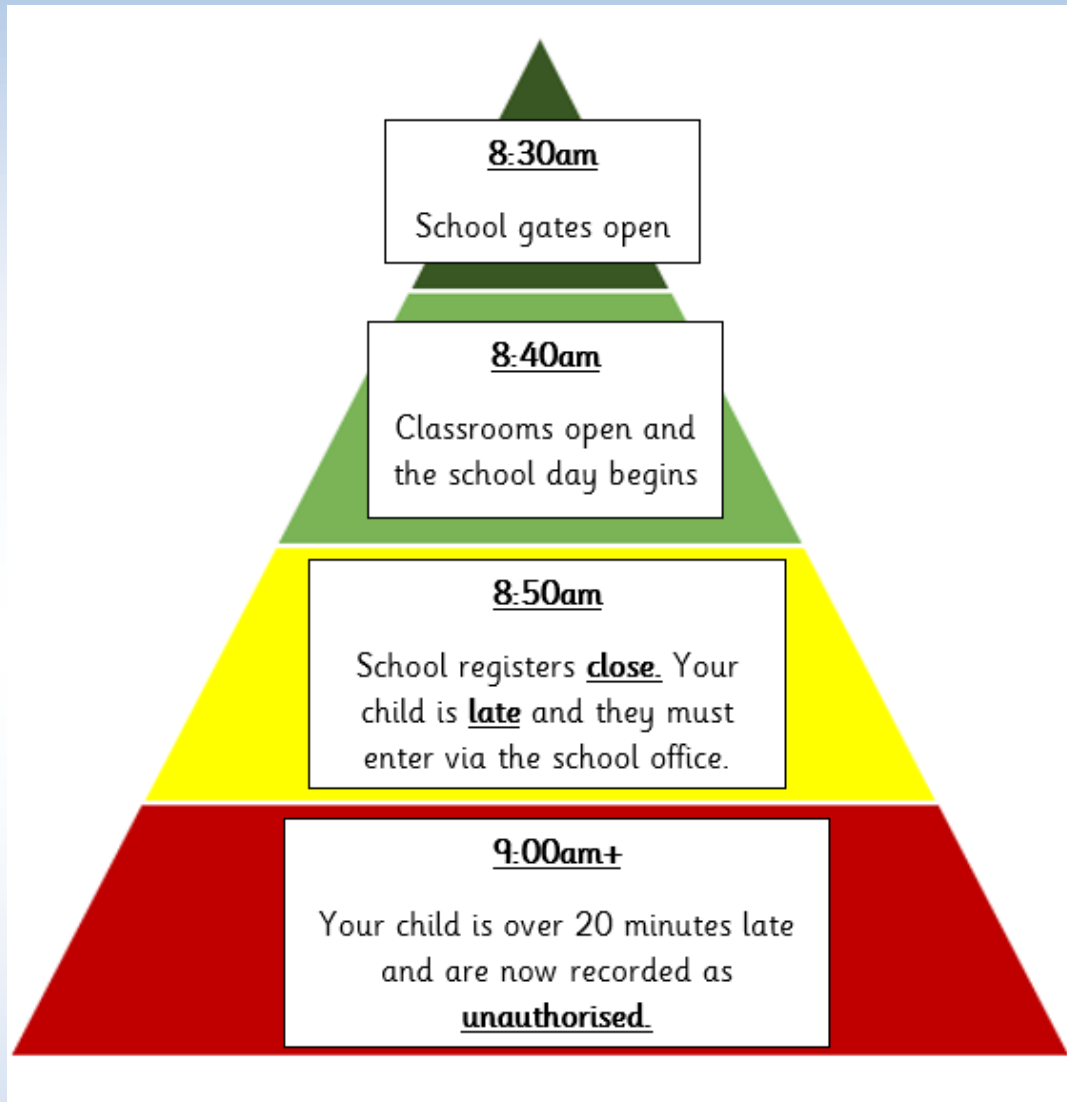 8:30am
School gates open
8:40am
Classrooms open and
the school day begins
8:50am
School registers close. Your
child is late and they must
enter via the school office.
9:00am+
Your child is over 20 minutes late
and are now recorded as
unauthorised.